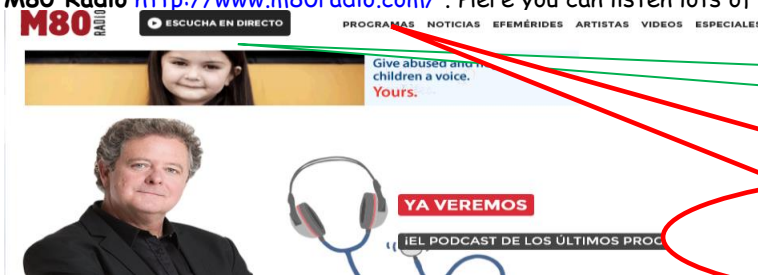 M80 Radio http://www.m80radio.com/ . Here you can listen lots of
M80 RADIO ESCUCHA EN DIRECTO PROGRAMAS NOTICIAS EFEMÉRIDES ARTISTAS VIDEOS ESPECIALES
Give abused and
children a voice.
Yours.
YA VEREMOS
¡EL PODCAST DE LOS ÚLTIMOS